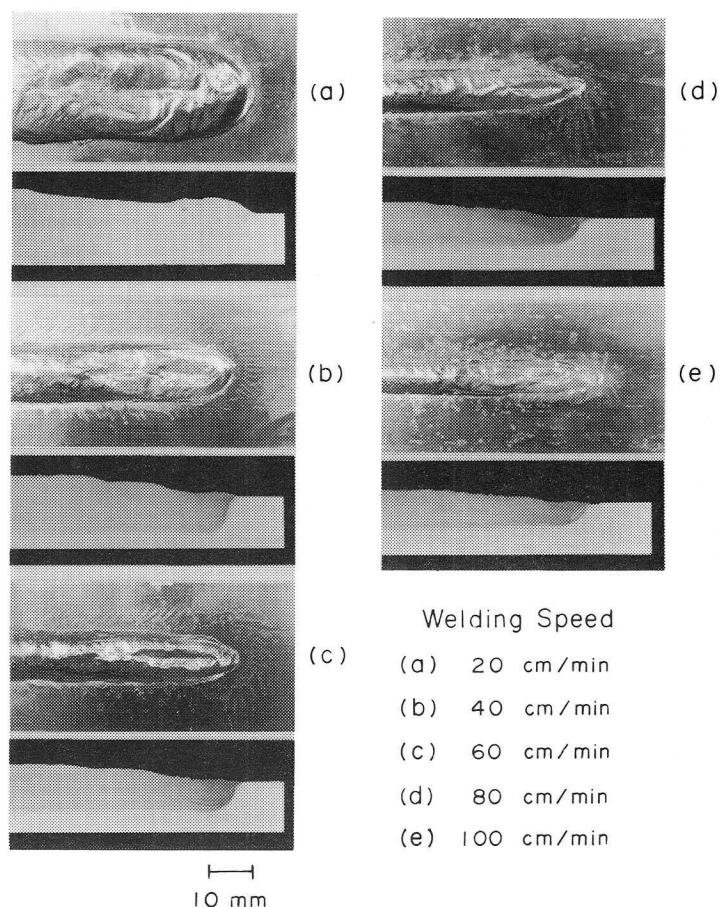 (a)
(b)
(c)
10 mm
(d)
(e)
Welding Speed
(a) 20 cm/min
(b) 40 cm/min
(c) 60 cm/min
(d) 80 cm/min
(e) 100 cm/min